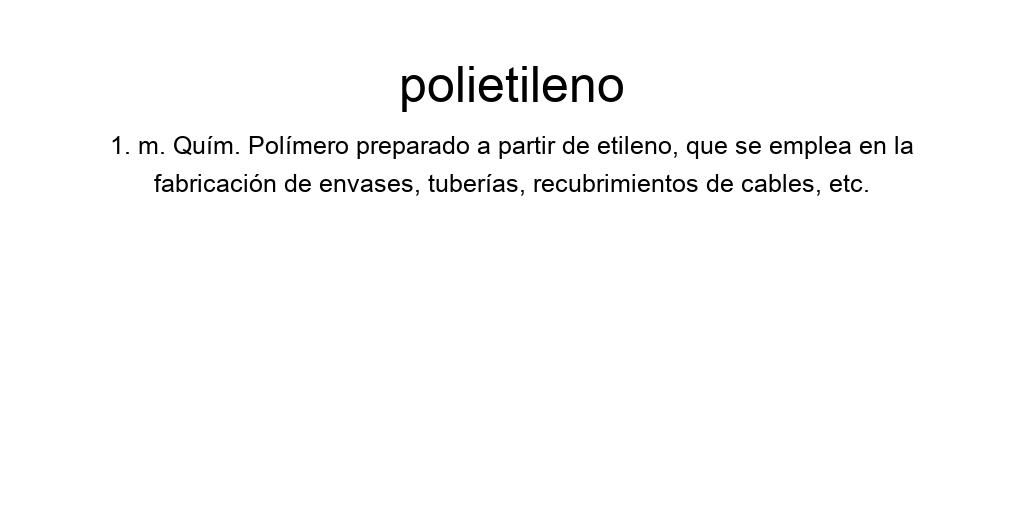 polietileno
1. m. Quím. Polímero preparado a partir de etileno, que se emplea en la
fabricación de envases, tuberías, recubrimientos de cables, etc.